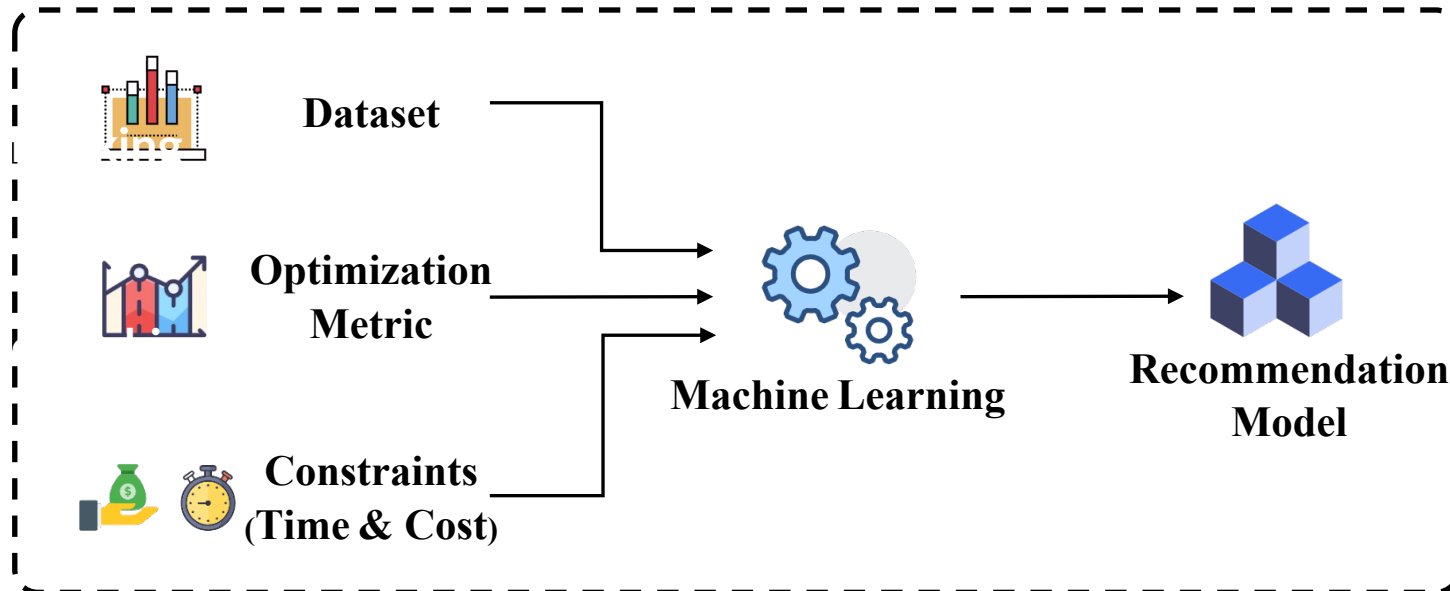 Dataset
Optimization
Metric
Constraints
(Time & Cost)
Machine Learning
Recommendation
Model